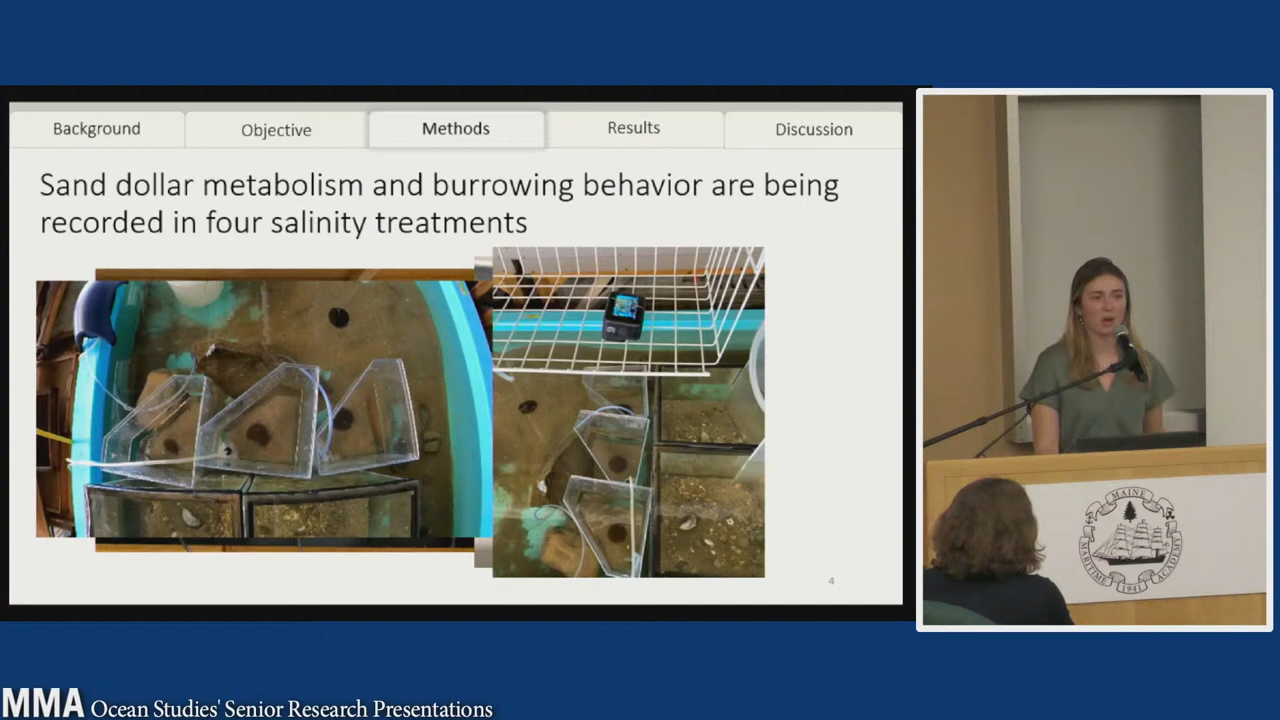 Background
Objective
Methods
Results
Discussion
Sand dollar metabolism and burrowing behavior are being
recorded in four salinity treatments
4
MAINE
MARITIME
ACADEMY
1941
MMA Ocean Studies' Senior Research Presentations